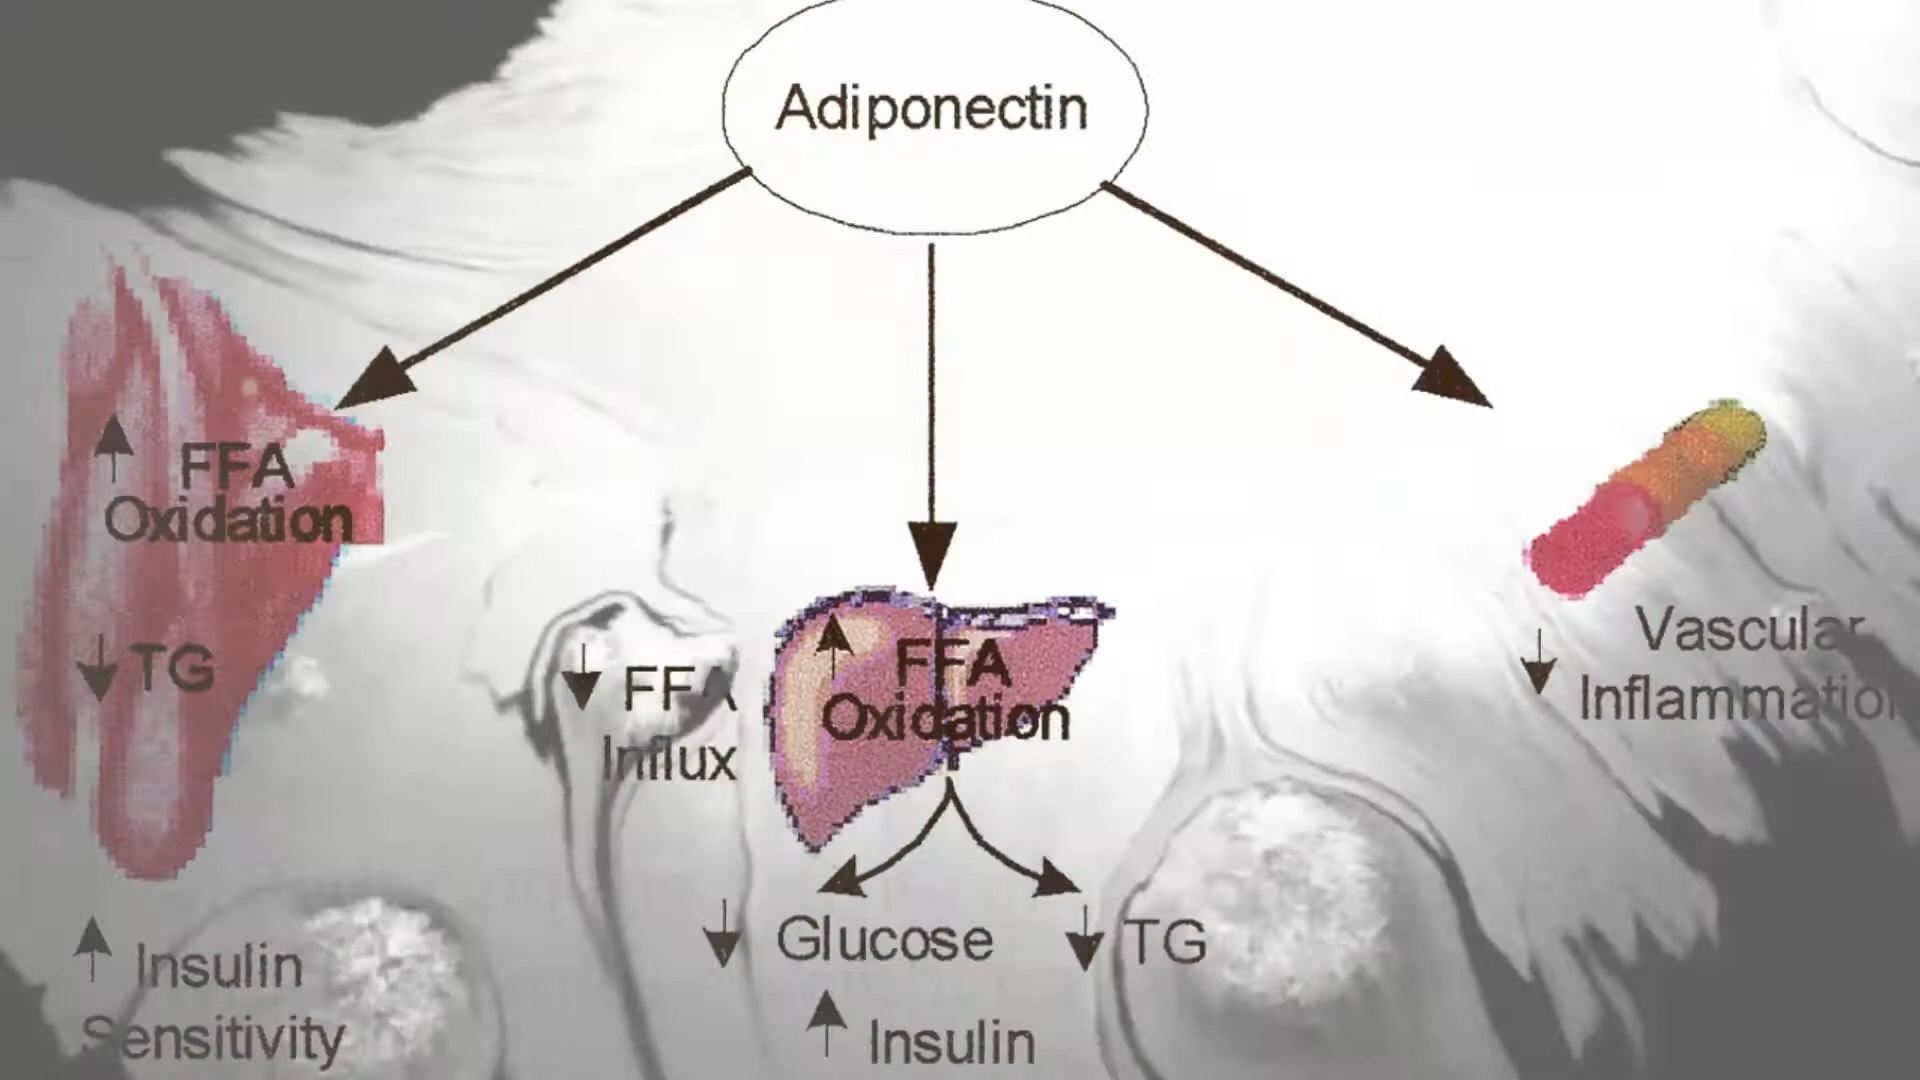 Adiponectin
↑ FFA
Oxidation
↓ TG
↑ Insulin
Sensitivity
↓ FFA
Influx
↑ FFA
Oxidation
↓ Glucose
↓ TG
↑ Insulin
Vascular
↓ Inflammation